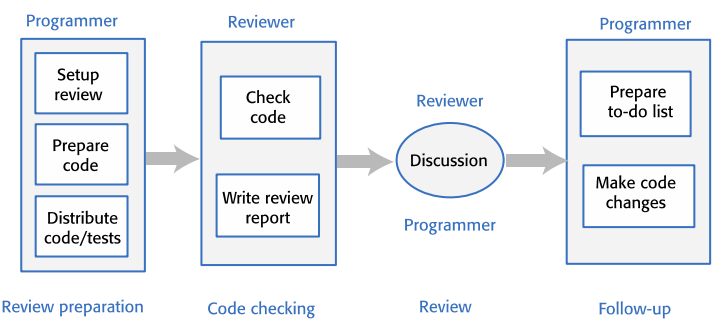 Programmer
Setup
review
Prepare
code
Distribute
code/tests
Review preparation
Reviewer
Check
code
Write review
report
Code checking
Reviewer
Discussion
Programmer
Review
Programmer
Prepare
to-do list
Make code
changes
Follow-up